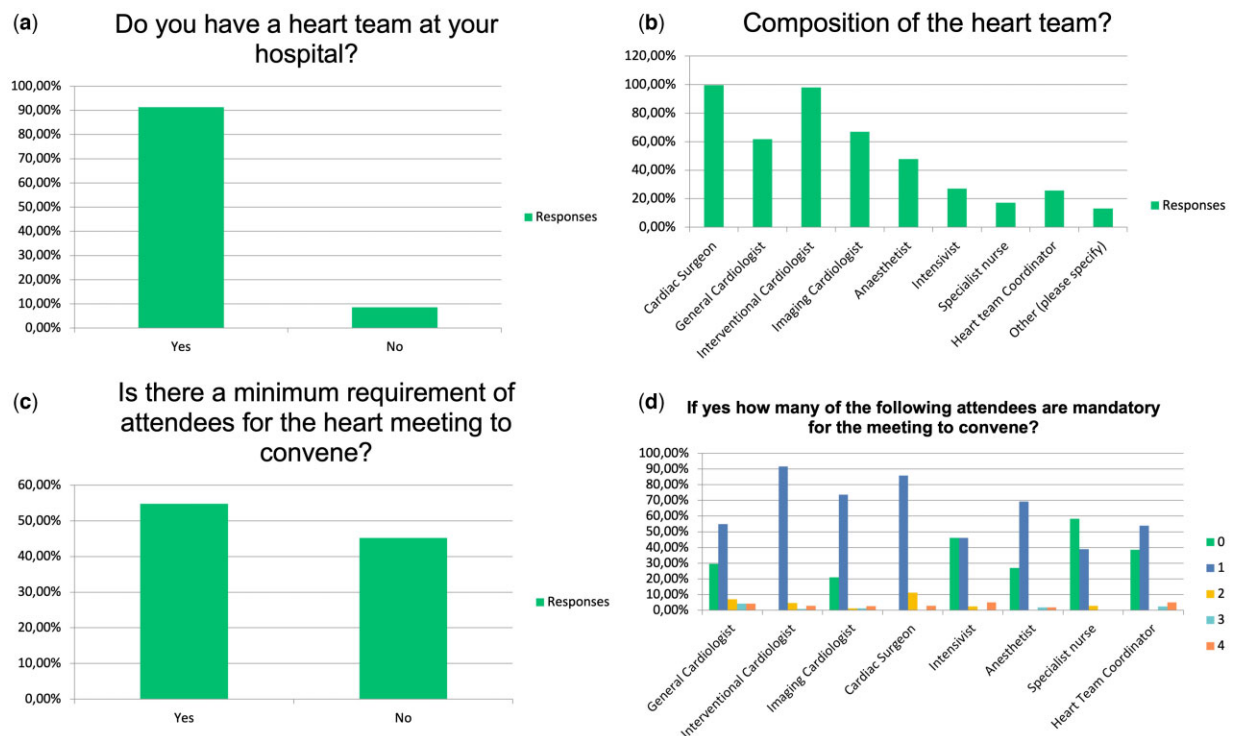 (a)
Do you have a heart team at your
hospital?
100,00%
90,00%
80,00%
70,00%
60,00%
50,00%
40,00%
30,00%
20,00%
10,00%
0,00%
Yes
No
Responses
(b)
Composition of the heart team?
120,00%
100,00%
80,00%
60,00%
40,00%
20,00%
0,00%
Cardiac Surgeon
General Cardiologist
Interventional Cardiologist
Imaging Cardiologist
Anaesthetist
Intensivist
Specialist nurse
Heart team Coordinator
Other (please specify)
Responses
(c)
Is there a minimum requirement of
attendees for the heart meeting to
convene?
60,00%
50,00%
40,00%
30,00%
20,00%
10,00%
0,00%
Yes
No
Responses
(d)
If yes how many of the following attendees are mandatory
for the meeting to convene?
100,00%
90,00%
80,00%
70,00%
60,00%
50,00%
40,00%
30,00%
20,00%
10,00%
0,00%
General Cardiologist
Interventional Cardiologist
Imaging Cardiologist
Cardiac Surgeon
Intensivist
Anesthetist
Specialist nurse
Heart Team Coordinator
0
1
2
3
4